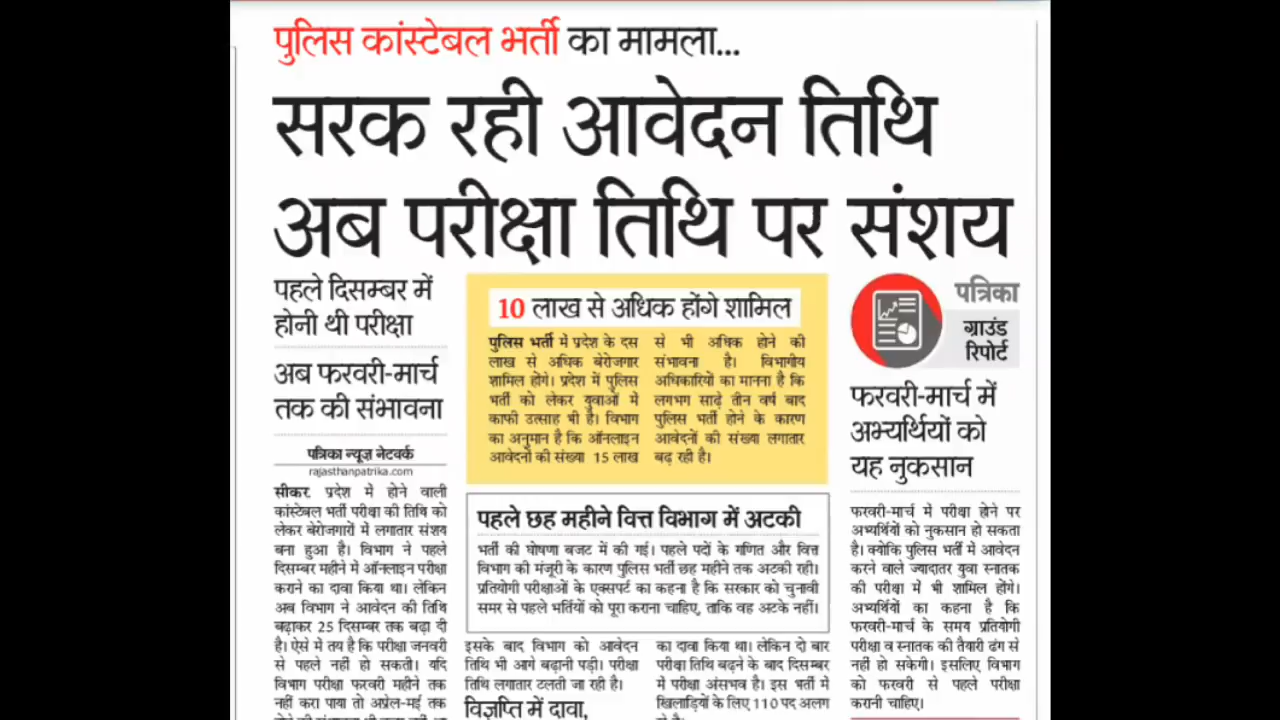 पुलिस कांस्टेबल भर्ती का मामला...
सरक रही आवेदन तिथि
अब परीक्षा तिथि पर संशय
पहले दिसम्बर में
होनी थी परीक्षा
अब फरवरी-मार्च
तक की संभावना
पत्रिका न्यूज़ नेटवर्क
rajasthanpatrika.com
सीकर. प्रदेश में होने वाली
कांस्टेबल भर्ती परीक्षा की तिथि को
लेकर बेरोजगारों में लगातार संशय
बना हुआ है। विभाग ने पहले
दिसम्बर महीने में ऑनलाइन परीक्षा
कराने का दावा किया था। लेकिन
अब विभाग ने आवेदन की तिथि
बढ़ाकर 25 दिसम्बर तक बढ़ा दी
है। ऐसे में तय है कि परीक्षा जनवरी
से पहले नहीं हो सकती। यदि
विभाग परीक्षा फरवरी महीने तक
नहीं करा पाया तो अप्रेल-मई तक
10 लाख से अधिक होंगे शामिल
पुलिस भर्ती में प्रदेश के दस
लाख से अधिक बेरोजगार
शामिल होंगे। प्रदेश में पुलिस
भर्ती को लेकर युवाओं में
काफी उत्साह भी है। विभाग
का अनुमान है कि ऑनलाइन
आवेदनों की संख्या 15 लाख
से भी अधिक होने की
संभावना है। विभागीय
अधिकारियों का मानना है कि
लगभग साढ़े तीन वर्ष बाद
पुलिस भर्ती होने के कारण
आवेदनों की संख्या लगातार
बढ़ रही है।
पहले छह महीने वित्त विभाग में अटकी
भर्ती की घोषणा बजट में की गई। पहले पदों के गणित और वित्त
विभाग की मंजूरी के कारण पुलिस भर्ती छह महीने तक अटकी रही।
प्रतियोगी परीक्षाओं के एक्सपर्ट का कहना है कि सरकार को चुनावी
समर से पहले भर्तियों को पूरा कराना चाहिए, ताकि वह अटके नहीं।
इसके बाद विभाग को आवेदन
तिथि भी आगे बढ़ानी पड़ी। परीक्षा
तिथि लगातार टलती जा रही है।
विज्ञप्ति में दावा,
का दावा किया था। लेकिन दो बार
परीक्षा तिथि बढ़ने के बाद दिसम्बर
में परीक्षा अंसभव है। इस भर्ती में
खिलाड़ियों के लिए 110 पद अलग
पत्रिका
ग्राउंड
रिपोर्ट
फरवरी-मार्च में
अभ्यर्थियों को
यह नुकसान
फरवरी-मार्च में परीक्षा होने पर
अभ्यर्थियों को नुकसान हो सकता
है। क्योकि पुलिस भर्ती में आवेदन
करने वाले ज्यादातर युवा स्नातक
की परीक्षा में भी शामिल होंगे।
अभ्यर्थियों का कहना है कि
फरवरी-मार्च के समय प्रतियोगी
परीक्षा व स्नातक की तैयारी ढंग से
नहीं हो सकेगी। इसलिए विभाग
को फरवरी से पहले परीक्षा
करानी चाहिए।